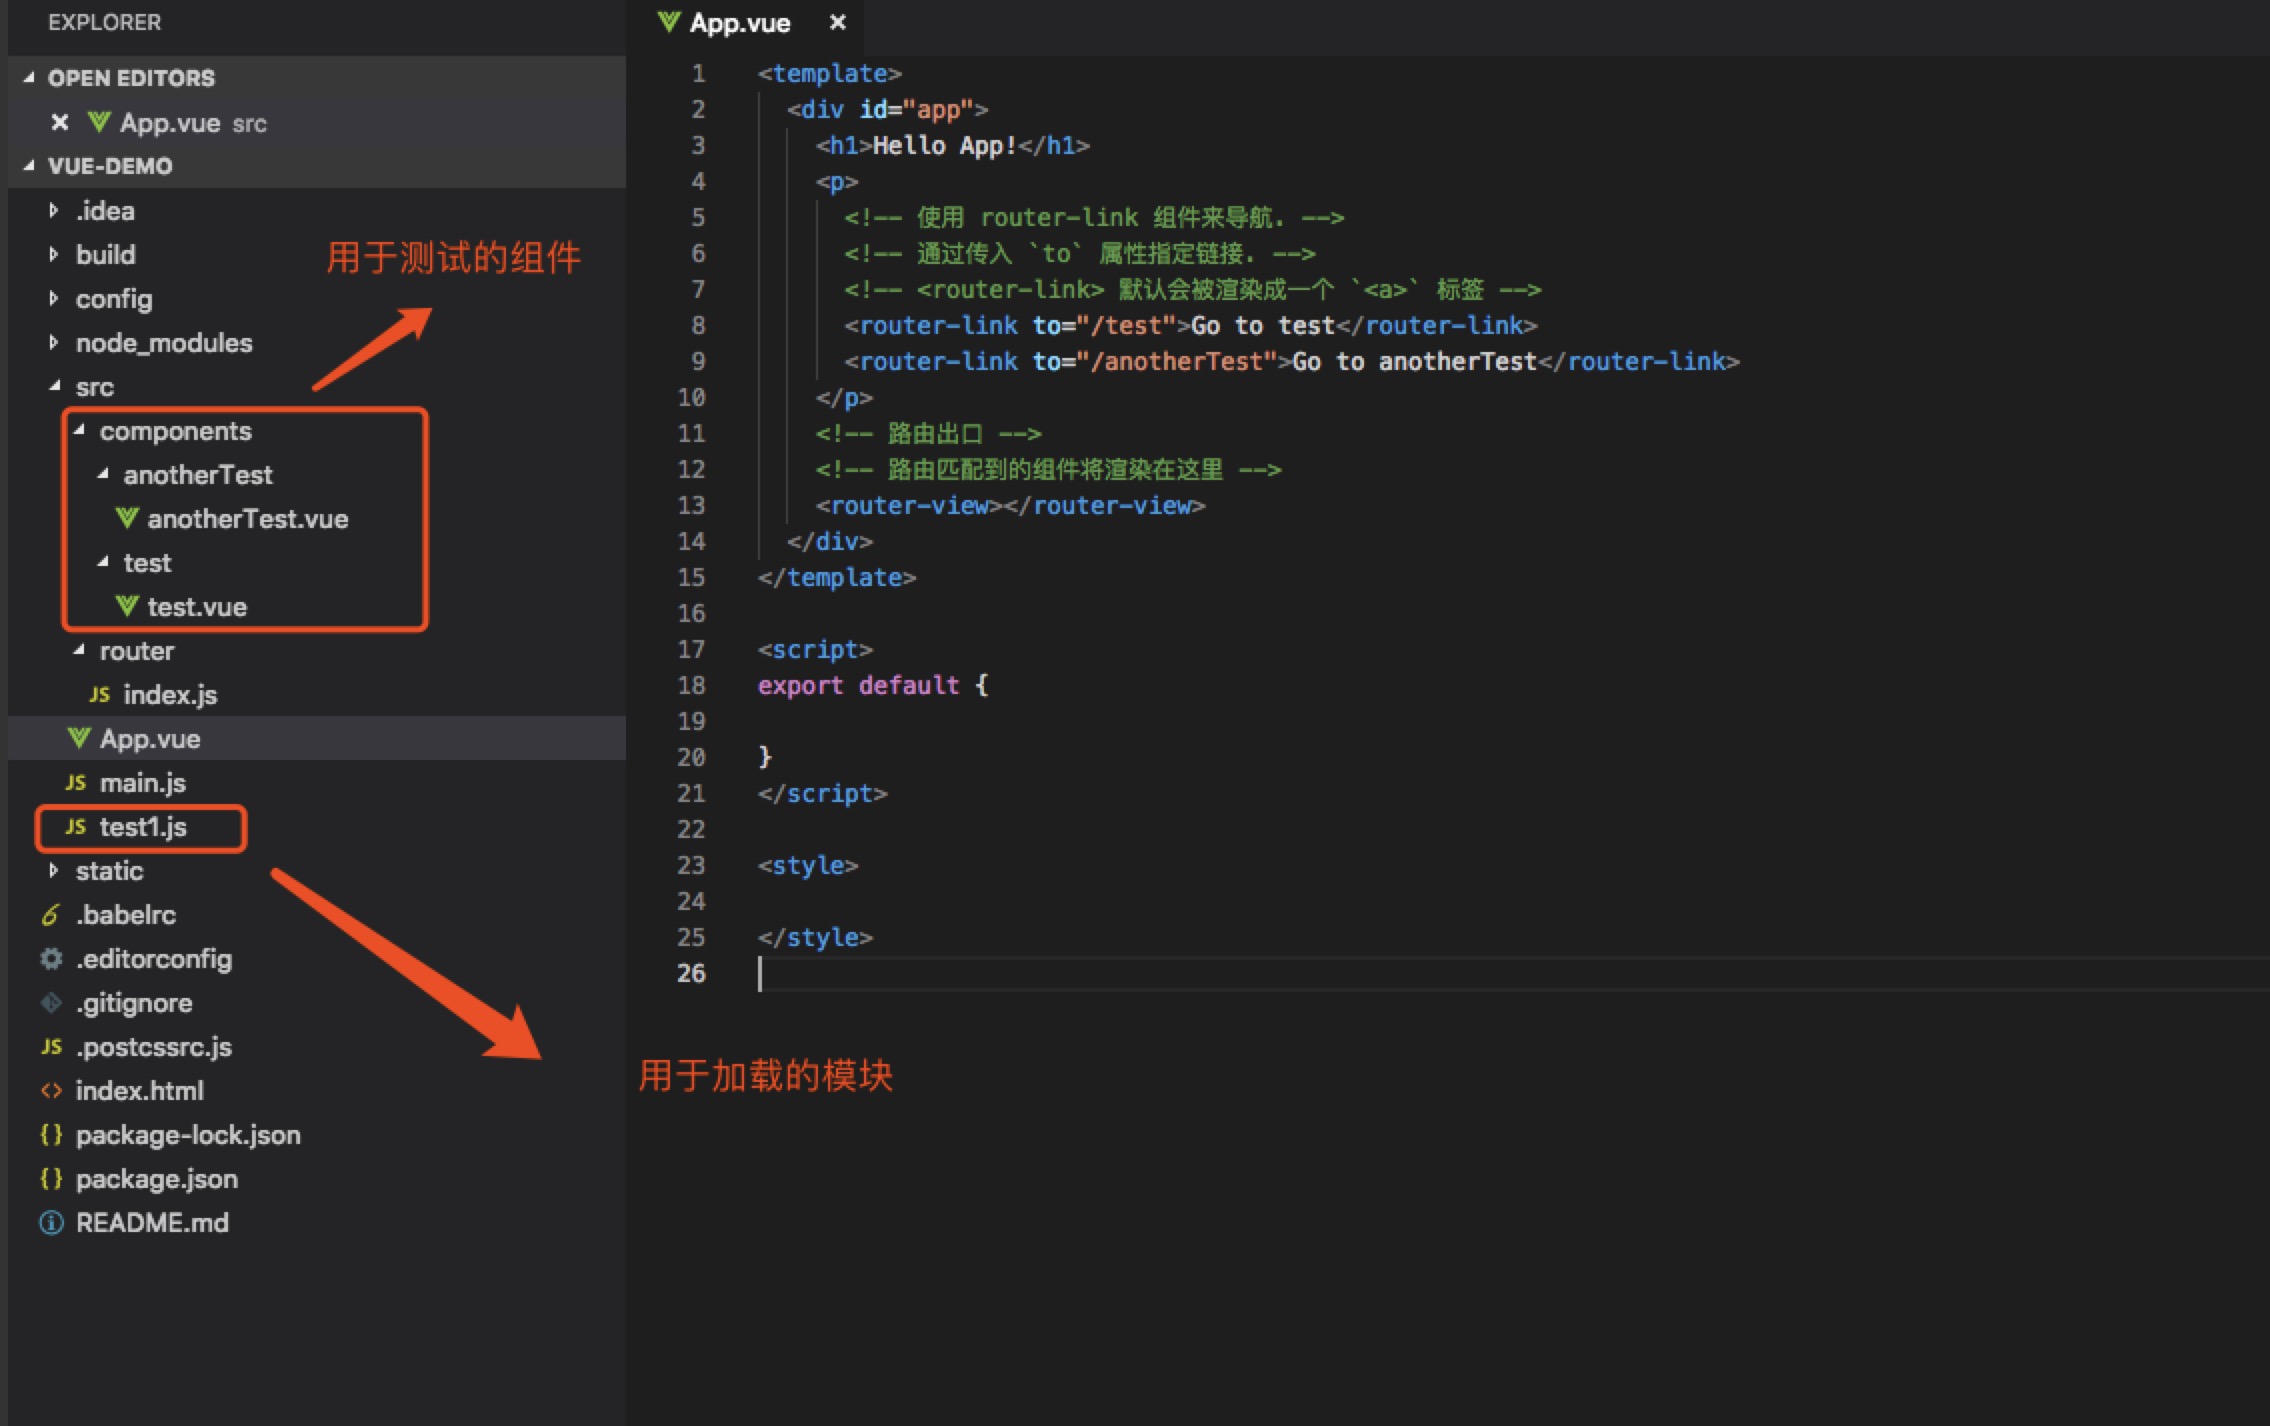 EXPLORER
OPEN EDITORS
App.vue src
VUE-DEMO
.idea
build
config
node_modules
src
components
anotherTest
anotherTest.vue
test
test.vue
router
JS index.js
App.vue
JS main.js
JS test1.js
static
.babelrc
.editorconfig
.gitignore
JS .postcssrc.js
<> index.html
{} package-lock.json
{} package.json
README.md
用于测试的组件
App.vue
1 <template>
2 <div id="app">
3 <h1>Hello App!</h1>
4 <p>
5 <!-- 使用 router-link 组件来导航. -->
6 <!-- 通过传入 `to` 属性指定链接. -->
7 <!-- <router-link> 默认会被渲染成一个 `<a>` 标签 -->
8 <router-link to="/test">Go to test</router-link>
9 <router-link to="/anotherTest">Go to anotherTest</router-link>
10 </p>
11 <!-- 路由出口 -->
12 <!-- 路由匹配到的组件将渲染在这里 -->
13 <router-view></router-view>
14 </div>
15 </template>
16
17 <script>
18 export default {
19
20 }
21 </script>
22
23 <style>
24
25 </style>
26
用于加载的模块